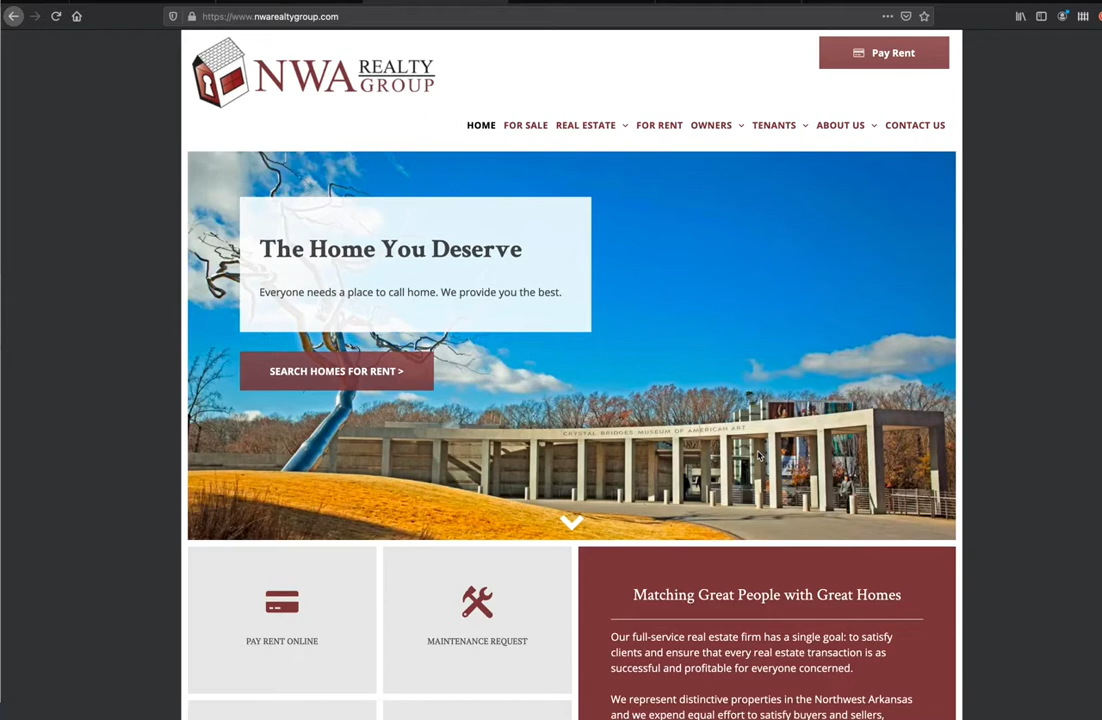 https://www.nwarealtygroup.com
NWA REALTY GROUP
Pay Rent
HOME FOR SALE REAL ESTATE FOR RENT OWNERS TENANTS ABOUT US CONTACT US
The Home You Deserve
Everyone needs a place to call home. We provide you the best.
SEARCH HOMES FOR RENT >
CRYSTAL BRIDGES MUSEUM OF AMERICAN ART
PAY RENT ONLINE
MAINTENANCE REQUEST
Matching Great People with Great Homes
Our full-service real estate firm has a single goal: to satisfy
clients and ensure that every real estate transaction is as
successful and profitable for everyone concerned.
We represent distinctive properties in the Northwest Arkansas
and we expend equal effort to satisfy buyers and sellers,